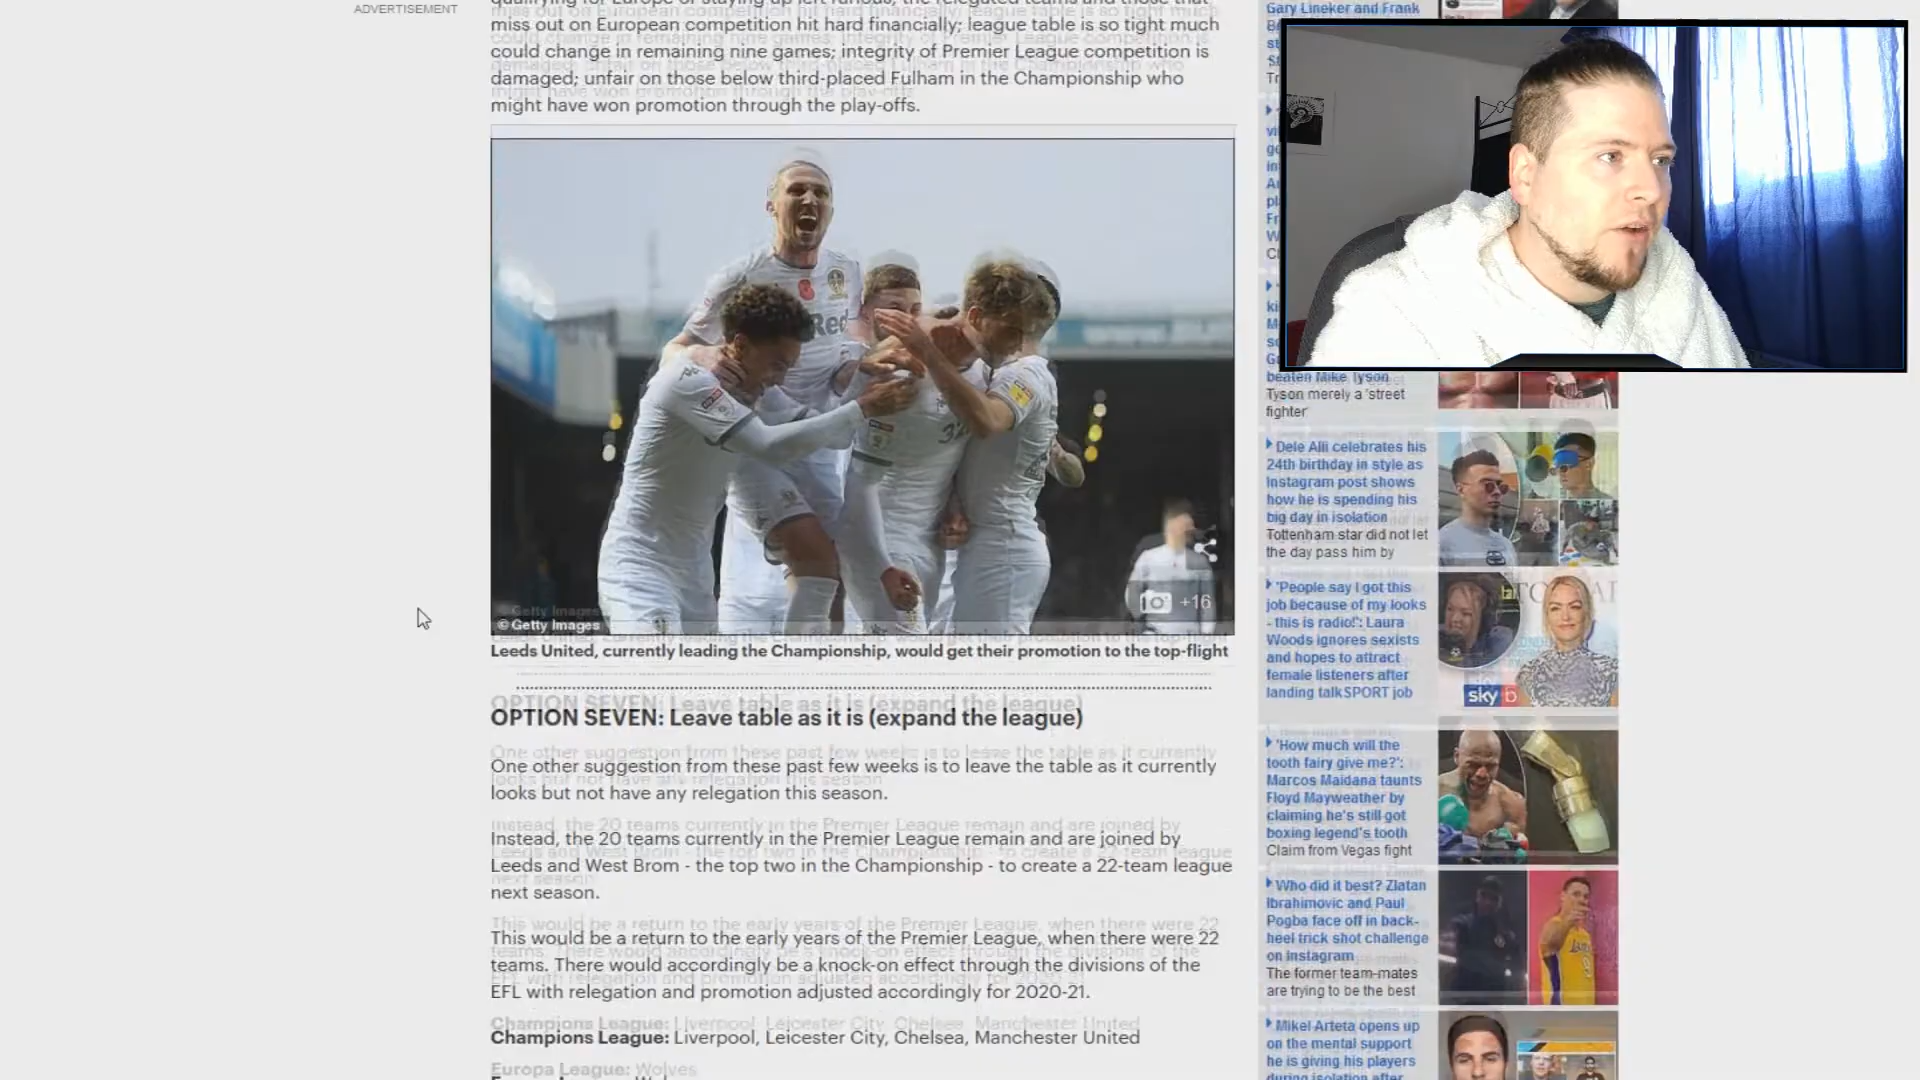 ADVERTISEMENT
miss out on European competition hit hard financially; league table is so tight much
could change in remaining nine games; integrity of Premier League competition is
damaged; unfair on those below third-placed Fulham in the Championship who
might have won promotion through the play-offs.
Red
32
+16
© Getty Images
Leeds United, currently leading the Championship, would get their promotion to the top-flight
OPTION SEVEN: Leave table as it is (expand the league)
One other suggestion from these past few weeks is to leave the table as it currently
looks but not have any relegation this season.
Instead, the 20 teams currently in the Premier League remain and are joined by
Leeds and West Brom - the top two in the Championship - to create a 22-team league
next season.
This would be a return to the early years of the Premier League, when there were 22
teams. There would accordingly be a knock-on effect through the divisions of the
EFL with relegation and promotion adjusted accordingly for 2020-21.
Champions League: Liverpool, Leicester City, Chelsea, Manchester United
Europa League: Wolves
Gary Lineker and Frank
beaten Mike Tyson
Tyson merely a 'street
fighter'
Dele Alli celebrates his
24th birthday in style as
Instagram post shows
how he is spending his
big day in isolation
Tottenham star did not let
the day pass him by
'People say I got this
job because of my looks
- this is radio!': Laura
Woods ignores sexists
and hopes to attract
female listeners after
landing talkSPORT job
sky
'How much will the
tooth fairy give me?':
Marcos Maidana taunts
Floyd Mayweather by
claiming he's still got
boxing legend's tooth
Claim from Vegas fight
Who did it best? Zlatan
Ibrahimovic and Paul
Pogba face off in back-
heel trick shot challenge
on Instagram
The former team-mates
are trying to be the best
Mikel Arteta opens up
on the mental support
he is giving his players
during isolation after